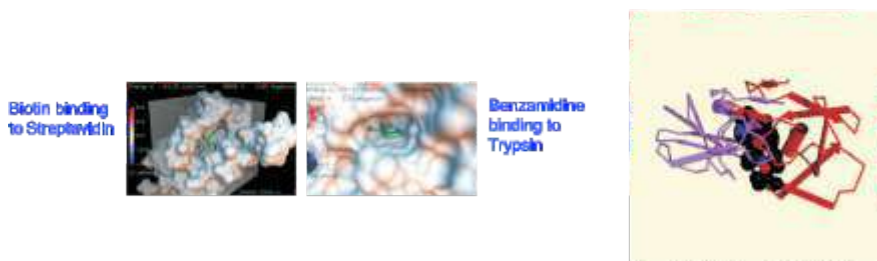 Biotin binding
to Streptavidin
Benzamidine
binding to
Trypsin